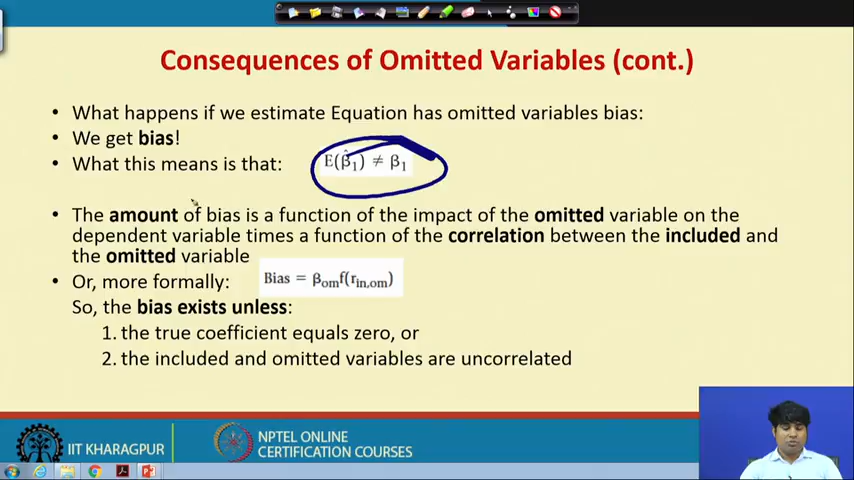 Consequences of Omitted Variables (cont.)
• What happens if we estimate Equation has omitted variables bias:
• We get bias!
• What this means is that: E(β̂₁) ≠ β₁
• The amount of bias is a function of the impact of the omitted variable on the
dependent variable times a function of the correlation between the included and
the omitted variable
• Or, more formally: Bias = βₒₘf(rᵢₙ,ₒₘ)
So, the bias exists unless:
1. the true coefficient equals zero, or
2. the included and omitted variables are uncorrelated
IIT KHARAGPUR
NPTEL ONLINE
CERTIFICATION COURSES